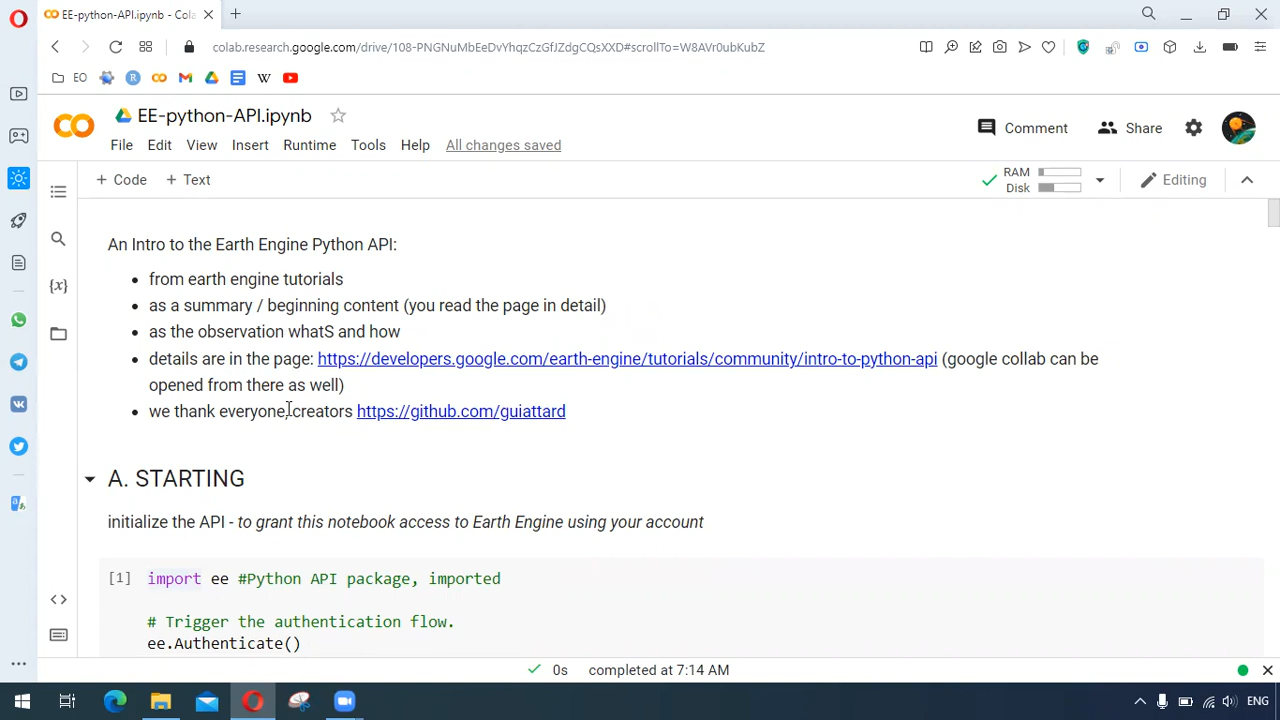 EE-python-API.ipynb - Cola
colab.research.google.com/drive/108-PNGNuMbEeDvYhqzCzGfJZdgCQsXXD#scrollTo=W8AVr0ubKubZ
EO
EE-python-API.ipynb
Comment
Share
File Edit View Insert Runtime Tools Help All changes saved
+ Code + Text
RAM
Disk
Editing
An Intro to the Earth Engine Python API:
• from earth engine tutorials
• as a summary / beginning content (you read the page in detail)
• as the observation whatS and how
• details are in the page: https://developers.google.com/earth-engine/tutorials/community/intro-to-python-api (google collab can be
opened from there as well)
• we thank everyone, creators https://github.com/guiattard
{x}
A. STARTING
initialize the API - to grant this notebook access to Earth Engine using your account
[1] import ee #Python API package, imported
# Trigger the authentication flow.
ee.Authenticate()
0s completed at 7:14 AM
ENG